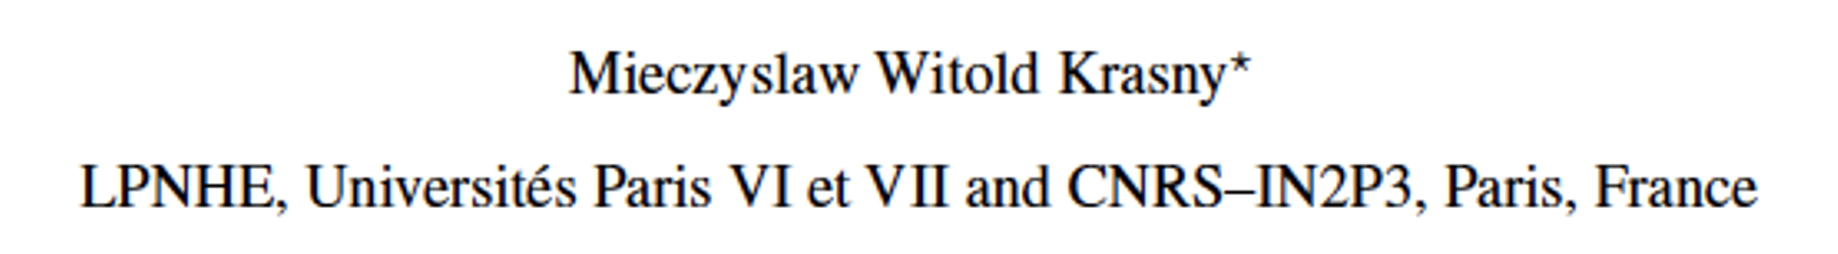 Mieczyslaw Witold Krasny*
LPNHE, Universités Paris VI et VII and CNRS–IN2P3, Paris, France